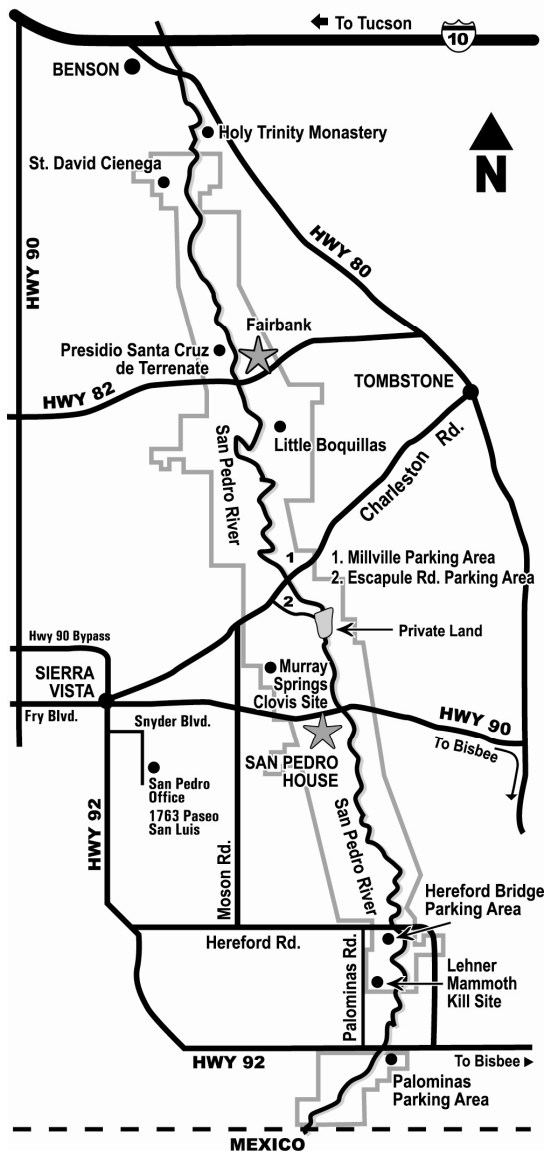 To Tucson
10
BENSON
Holy Trinity Monastery
St. David Cienega
N
HWY 90
HWY 80
Fairbank
Presidio Santa Cruz
de Terrenate
TOMBSTONE
HWY 82
Little Boquillas
San Pedro River
Charleston Rd.
1
1. Millville Parking Area
2. Escapule Rd. Parking Area
2
Private Land
Hwy 90 Bypass
SIERRA
VISTA
Murray
Springs
Clovis Site
Fry Blvd.
Snyder Blvd.
HWY 90
To Bisbee
SAN PEDRO
HOUSE
San Pedro
Office
1763 Paseo
San Luis
HWY 92
Moson Rd.
San Pedro River
Hereford Bridge
Parking Area
Hereford Rd.
Palominas Rd.
Lehner
Mammoth
Kill Site
HWY 92
To Bisbee
Palominas
Parking Area
MEXICO